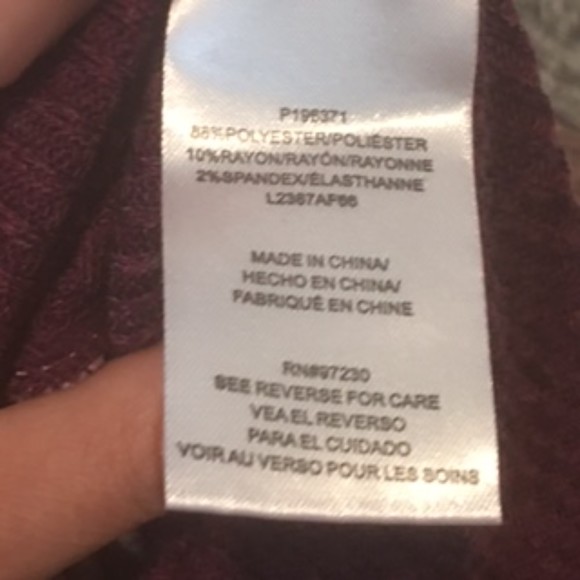 P196371
88%POLYESTER/POLIÉSTER
10%RAYON/RAYÓN/RAYONNE
2%SPANDEX/ÉLASTHANNE
L2367AF66
MADE IN CHINA/
HECHO EN CHINA/
FABRIQUÉ EN CHINE
RN#97230
SEE REVERSE FOR CARE
VEA EL REVERSO
PARA EL CUIDADO
VOIR AU VERSO POUR LES SOINS